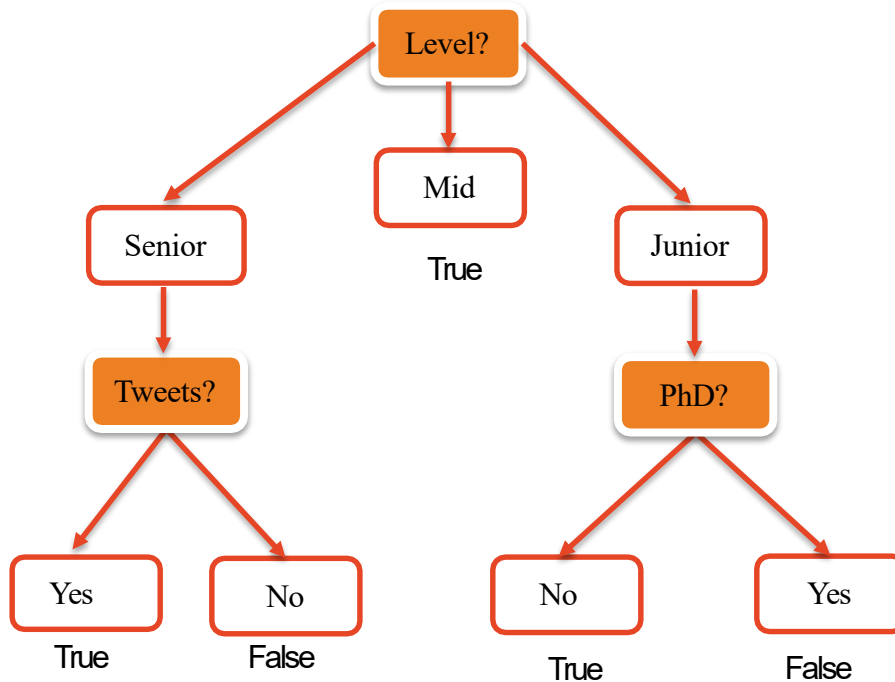 Level?
Mid
Senior
Junior
True
Tweets?
PhD?
Yes
No
No
Yes
True
False
True
False